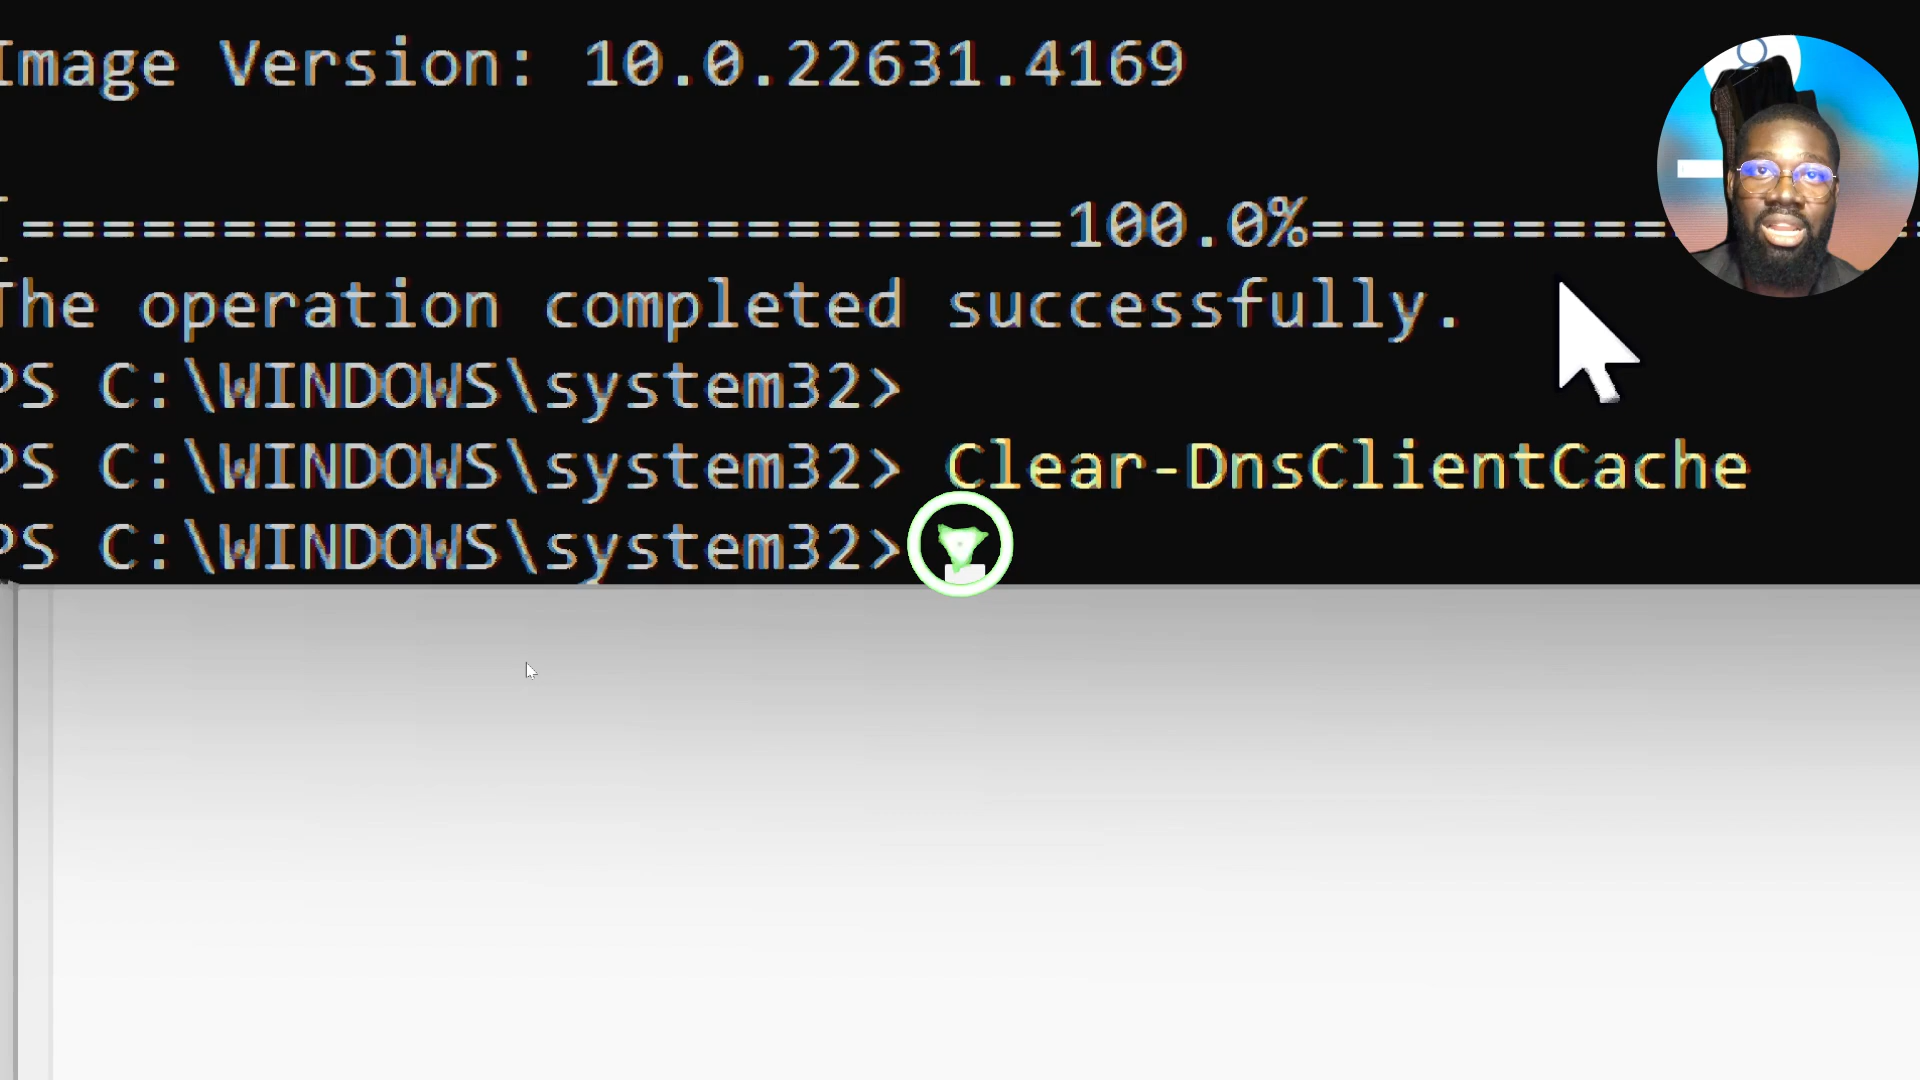 Image Version: 10.0.22631.4169
[==========================100.0%=========
The operation completed successfully.
PS C:\WINDOWS\system32>
PS C:\WINDOWS\system32> Clear-DnsClientCache
PS C:\WINDOWS\system32>